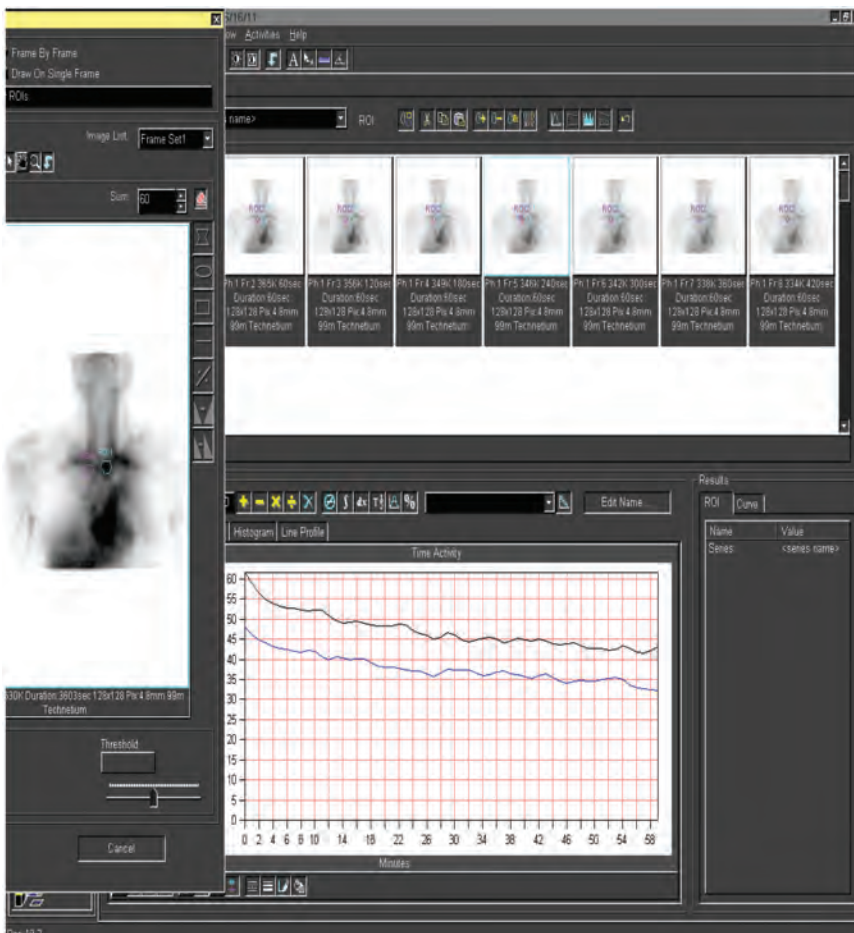 /16/11
ow Activities Help
Frame By Frame
Draw On Single Frame
ROIs
Image List: Frame Set1
s name>
ROI:
Sum: 60
Ph 1 Fr 2 365K 60sec
Duration:60sec
128x128 Pix:4.8mm
99m Technetium
Ph 1 Fr 3 356K 120sec
Duration:60sec
128x128 Pix:4.8mm
99m Technetium
Ph 1 Fr 4 349K 180sec
Duration:60sec
128x128 Pix:4.8mm
99m Technetium
Ph 1 Fr 5 346K 240sec
Duration:60sec
128x128 Pix:4.8mm
99m Technetium
Ph 1 Fr 6 342K 300sec
Duration:60sec
128x128 Pix:4.8mm
99m Technetium
Ph 1 Fr 7 338K 360sec
Duration:60sec
128x128 Pix:4.8mm
99m Technetium
Ph 1 Fr 8 334K 420sec
Duration:60sec
128x128 Pix:4.8mm
99m Technetium
330K Duration:3603sec 128x128 Pix:4.8mm 99m
Technetium
Threshold
Cancel
Edit Name...
Histogram Line Profile
Time Activity
60
55
50
45
40
35
30
25
20
15
10
5
0
0 2 4 6 8 10 14 18 22 26 30 34 38 42 46 50 54 58
Minutes
Results
ROI Curve
Name Value
Series <series name>